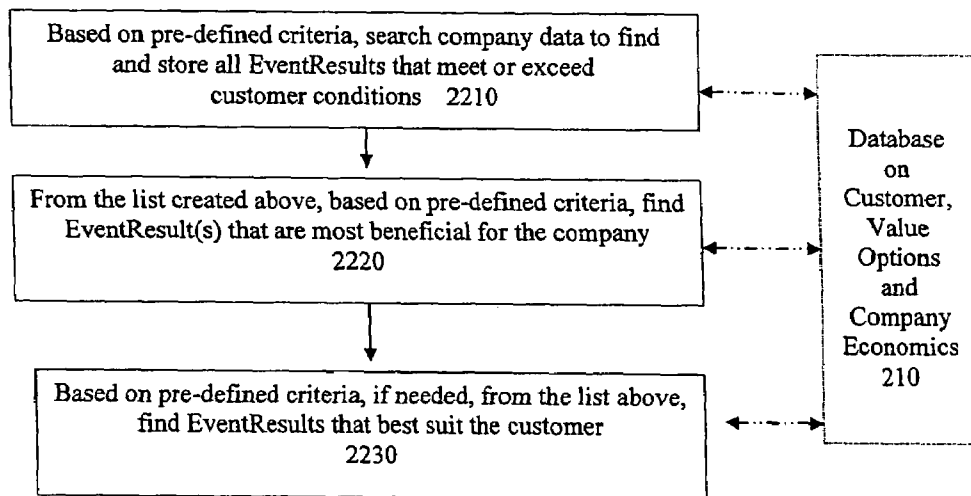 Based on pre-defined criteria, search company data to find
and store all EventResults that meet or exceed
customer conditions 2210
From the list created above, based on pre-defined criteria, find
EventResult(s) that are most beneficial for the company
2220
Based on pre-defined criteria, if needed, from the list above,
find EventResults that best suit the customer
2230
Database
on
Customer,
Value
Options
and
Company
Economics
210